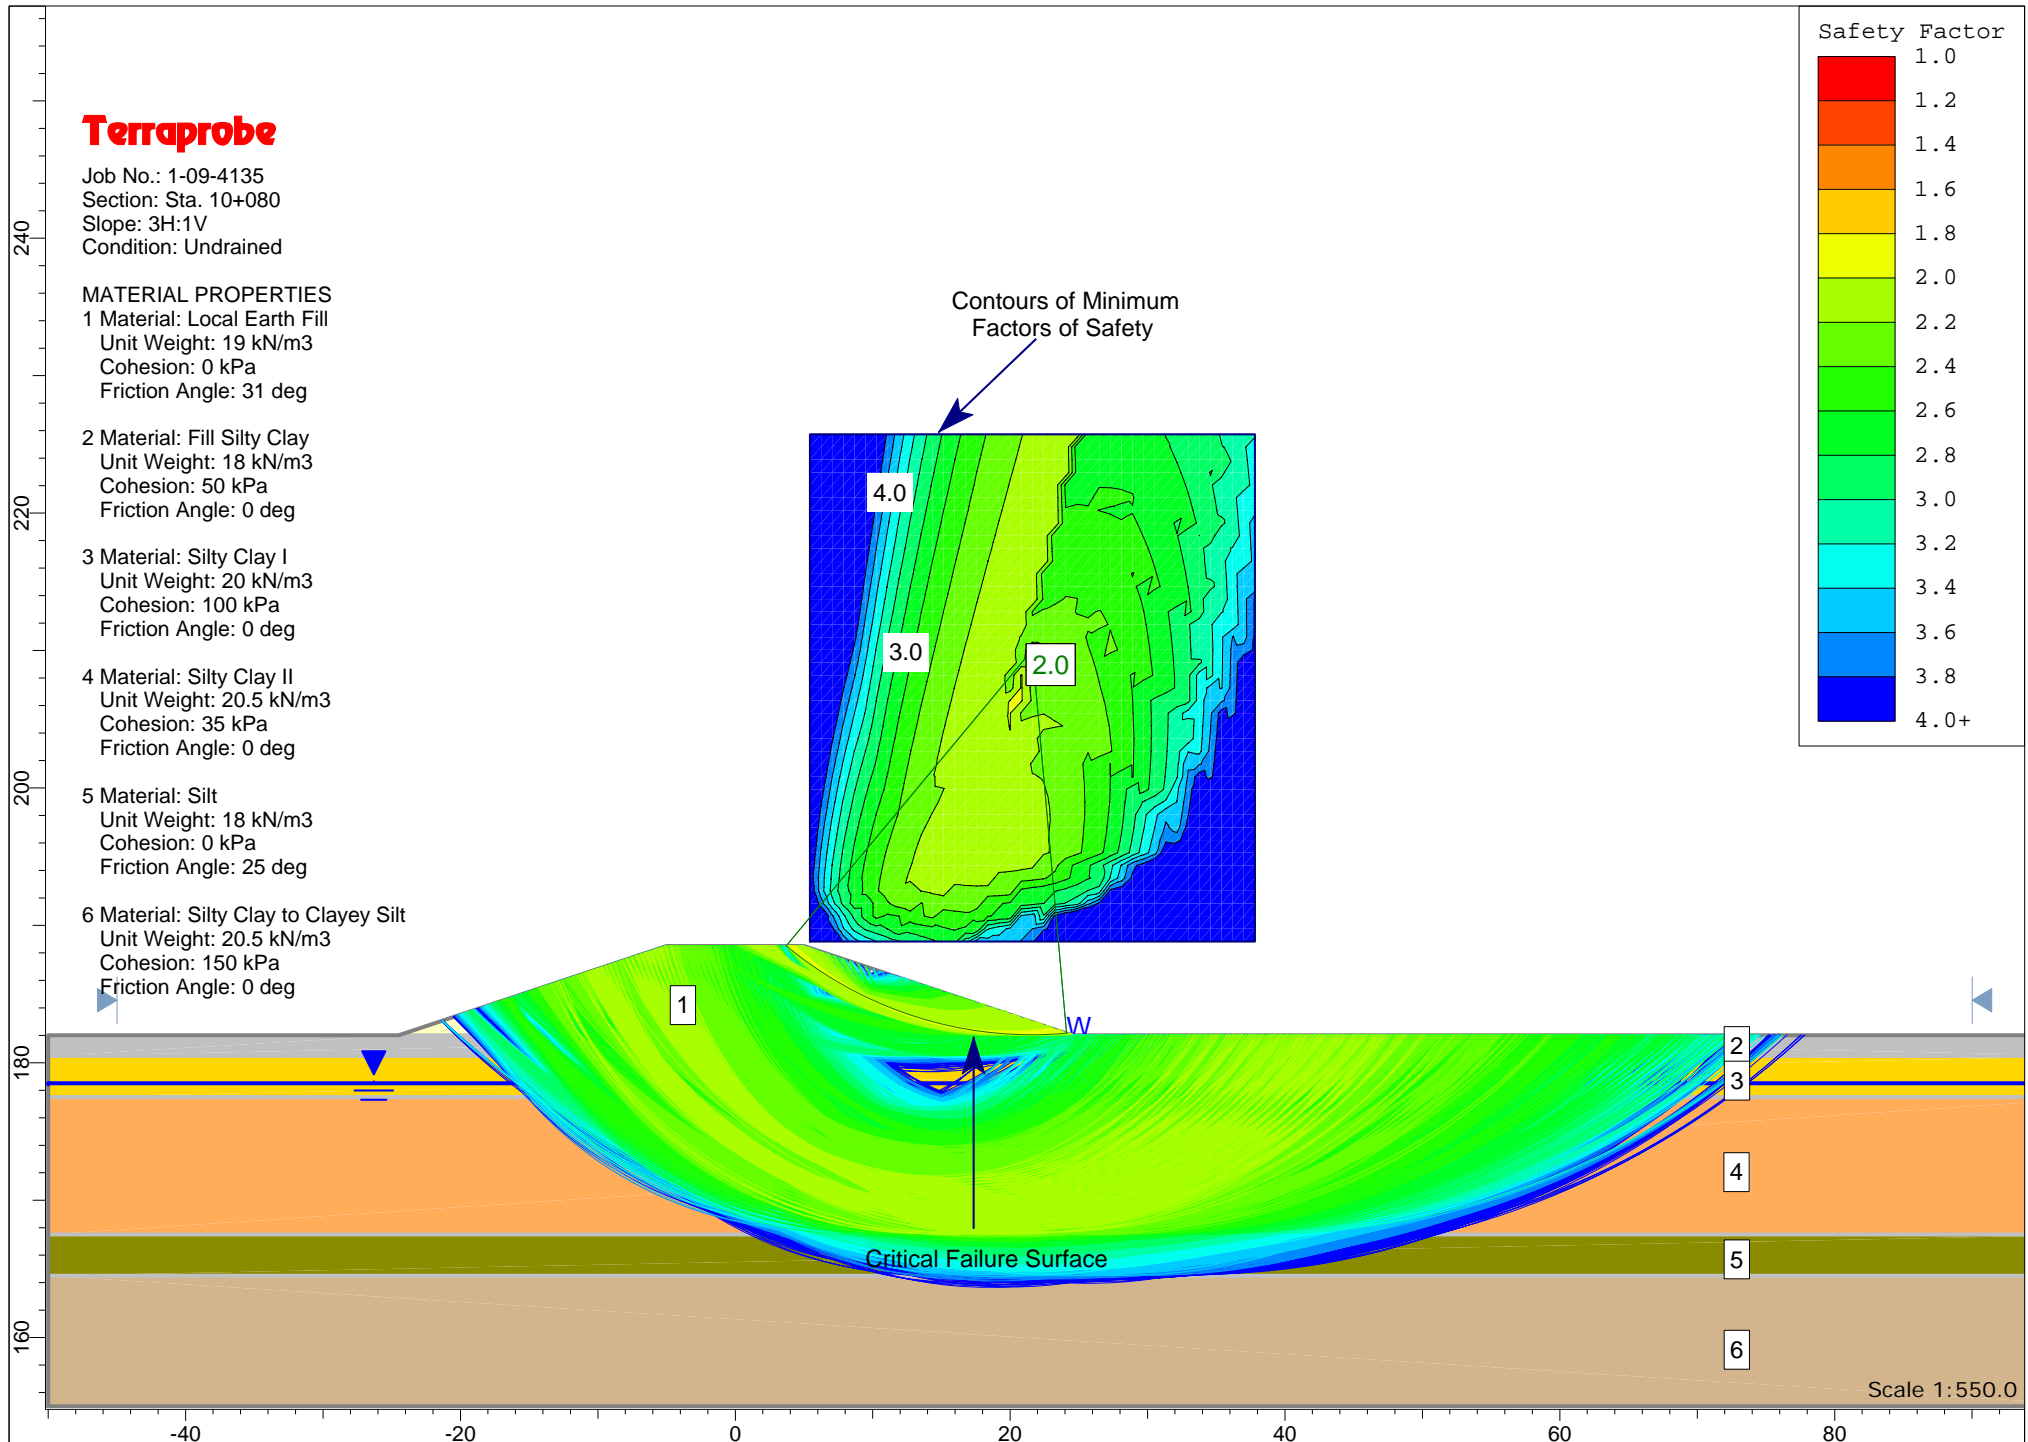 Terraprobe
Job No.: 1-09-4135
Section: Sta. 10+080
Slope: 3H:1V
Condition: Undrained
MATERIAL PROPERTIES
1 Material: Local Earth Fill
Unit Weight: 19 kN/m3
Cohesion: 0 kPa
Friction Angle: 31 deg
2 Material: Fill Silty Clay
Unit Weight: 18 kN/m3
Cohesion: 50 kPa
Friction Angle: 0 deg
3 Material: Silty Clay I
Unit Weight: 20 kN/m3
Cohesion: 100 kPa
Friction Angle: 0 deg
4 Material: Silty Clay II
Unit Weight: 20.5 kN/m3
Cohesion: 35 kPa
Friction Angle: 0 deg
5 Material: Silt
Unit Weight: 18 kN/m3
Cohesion: 0 kPa
Friction Angle: 25 deg
6 Material: Silty Clay to Clayey Silt
Unit Weight: 20.5 kN/m3
Cohesion: 150 kPa
Friction Angle: 0 deg
Contours of Minimum
Factors of Safety
4.0
3.0
2.0
Safety Factor
1.0
1.2
1.4
1.6
1.8
2.0
2.2
2.4
2.6
2.8
3.0
3.2
3.4
3.6
3.8
4.0+
240
220
200
180
160
1
W
2
3
4
5
6
Critical Failure Surface
Scale 1:550.0
-40
-20
0
20
40
60
80